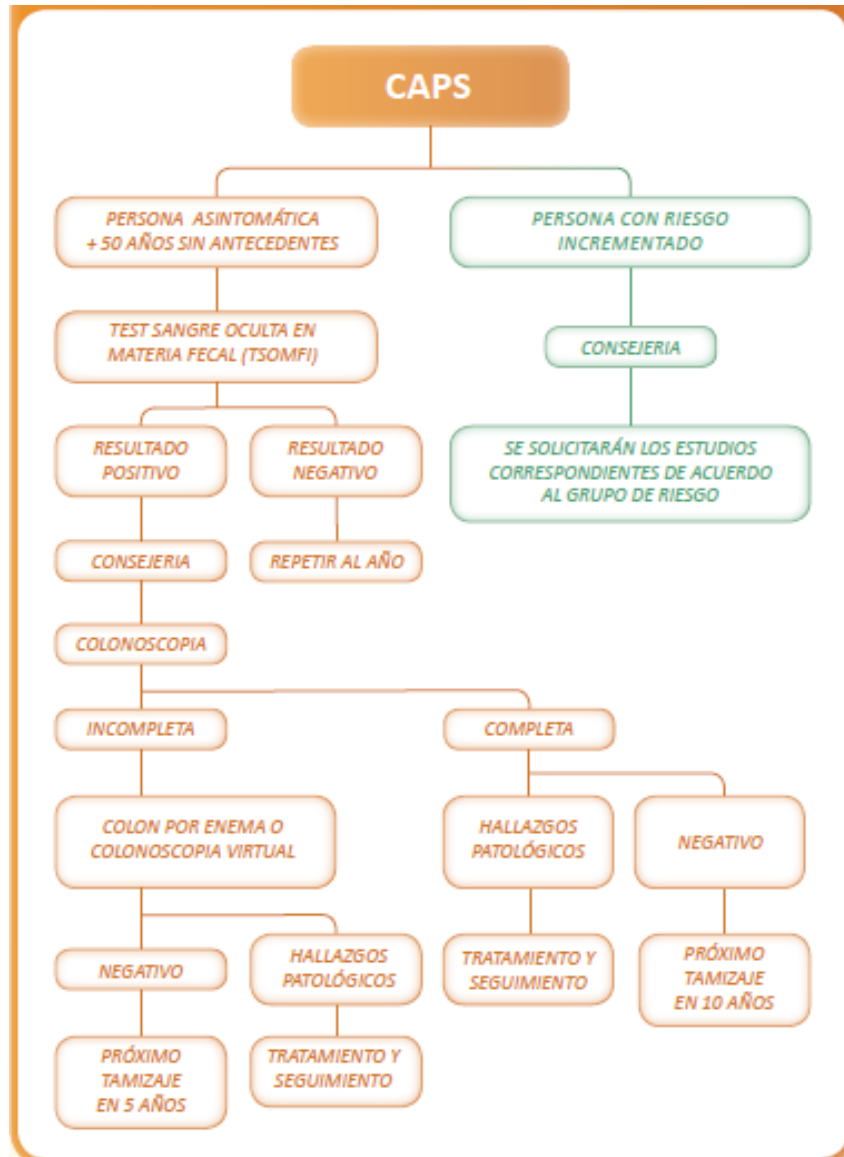 CAPS
PERSONA ASINTOMÁTICA
+ 50 AÑOS SIN ANTECEDENTES
PERSONA CON RIESGO
INCREMENTADO
TEST SANGRE OCULTA EN
MATERIA FECAL (TSOMFI)
CONSEJERIA
RESULTADO
POSITIVO
RESULTADO
NEGATIVO
SE SOLICITARÁN LOS ESTUDIOS
CORRESPONDIENTES DE ACUERDO
AL GRUPO DE RIESGO
CONSEJERIA
REPETIR AL AÑO
COLONOSCOPIA
INCOMPLETA
COMPLETA
COLON POR ENEMA O
COLONOSCOPIA VIRTUAL
HALLAZGOS
PATOLÓGICOS
NEGATIVO
NEGATIVO
HALLAZGOS
PATOLÓGICOS
TRATAMIENTO Y
SEGUIMIENTO
PRÓXIMO
TAMIZAJE
EN 10 AÑOS
PRÓXIMO
TAMIZAJE
EN 5 AÑOS
TRATAMIENTO Y
SEGUIMIENTO